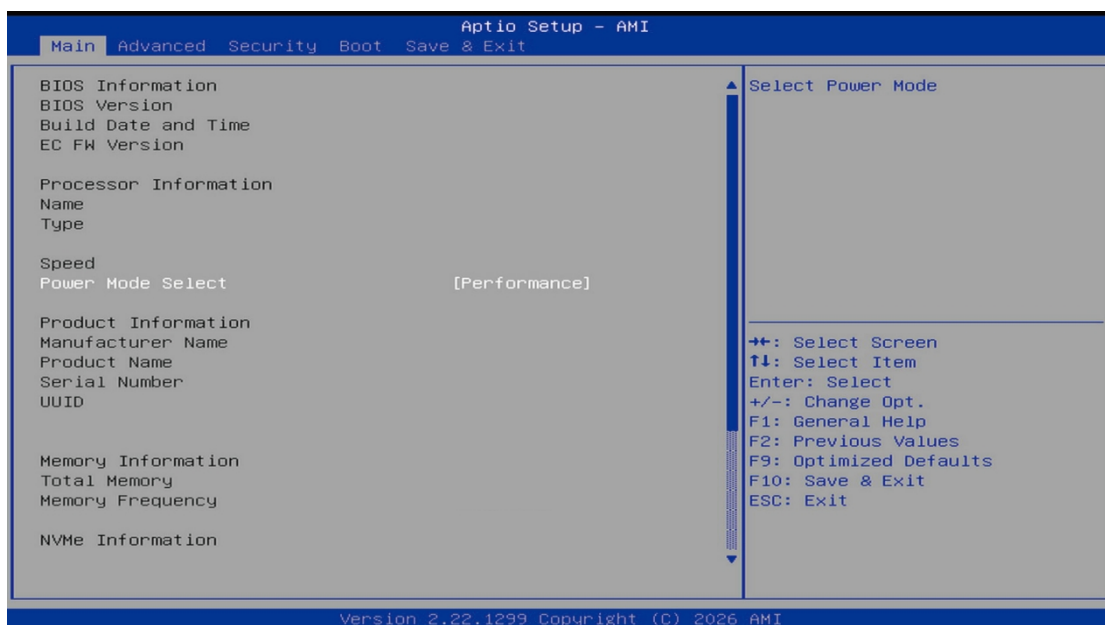 Aptio Setup – AMI
Main Advanced Security Boot Save & Exit
BIOS Information
BIOS Version
Build Date and Time
EC FW Version
Processor Information
Name
Type
Speed
Power Mode Select [Performance]
Product Information
Manufacturer Name
Product Name
Serial Number
UUID
Memory Information
Total Memory
Memory Frequency
NVMe Information
Select Power Mode
→←: Select Screen
↑↓: Select Item
Enter: Select
+/-: Change Opt.
F1: General Help
F2: Previous Values
F9: Optimized Defaults
F10: Save & Exit
ESC: Exit
Version 2.22.1299 Copyright (C) 2026 AMI